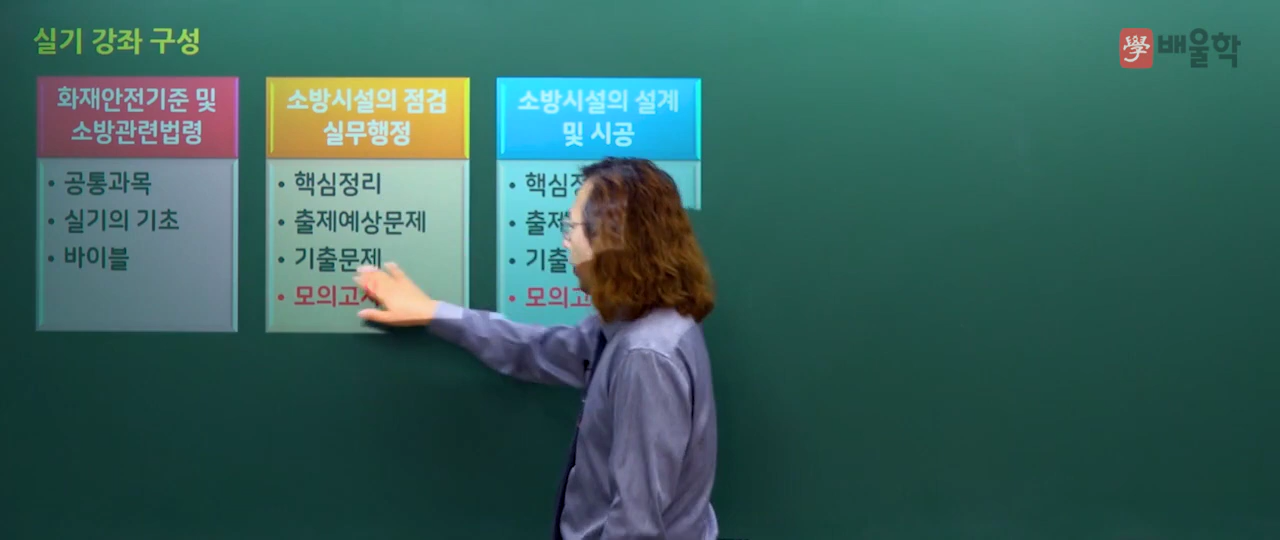 실기 강좌 구성
學 배울학
화재안전기준 및
소방관련법령
• 공통과목
• 실기의 기초
• 바이블
소방시설의 점검
실무행정
• 핵심정리
• 출제예상문제
• 기출문제
• 모의고사
소방시설의 설계
및 시공
• 핵심
• 출제
• 기출
• 모의고